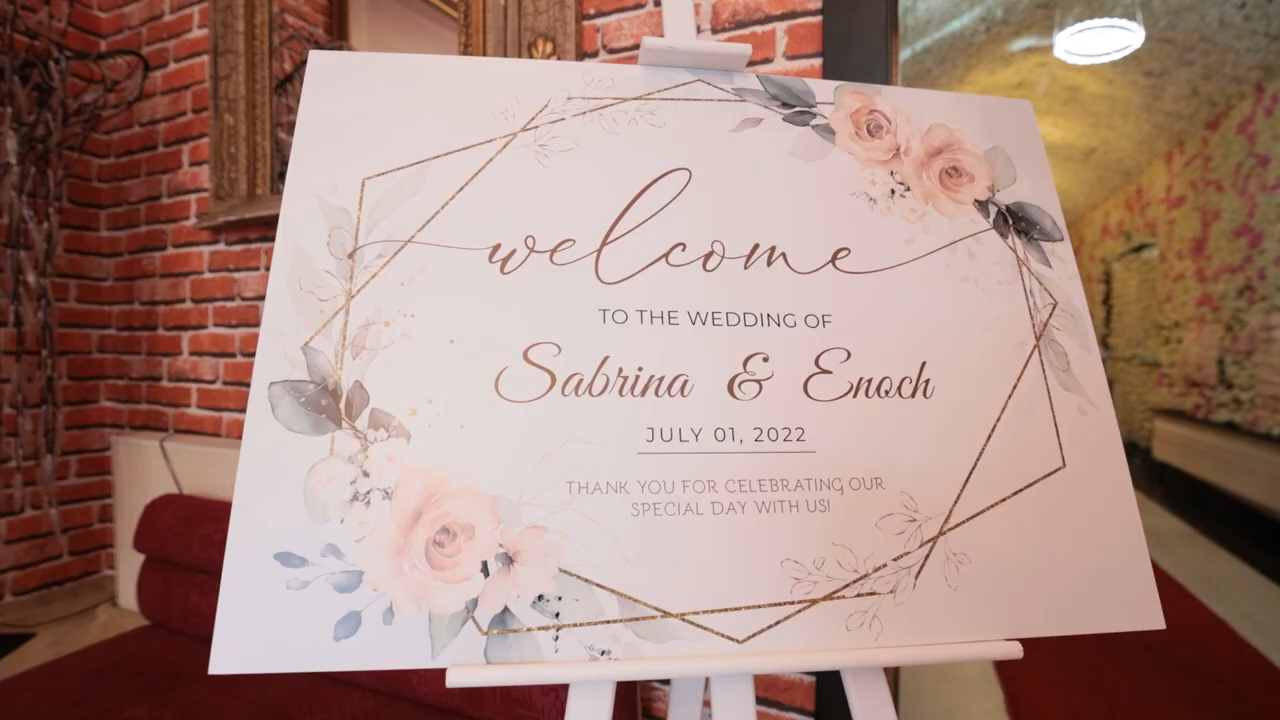 welcome
TO THE WEDDING OF
Sabrina & Enoch
JULY 01, 2022
THANK YOU FOR CELEBRATING OUR
SPECIAL DAY WITH US!